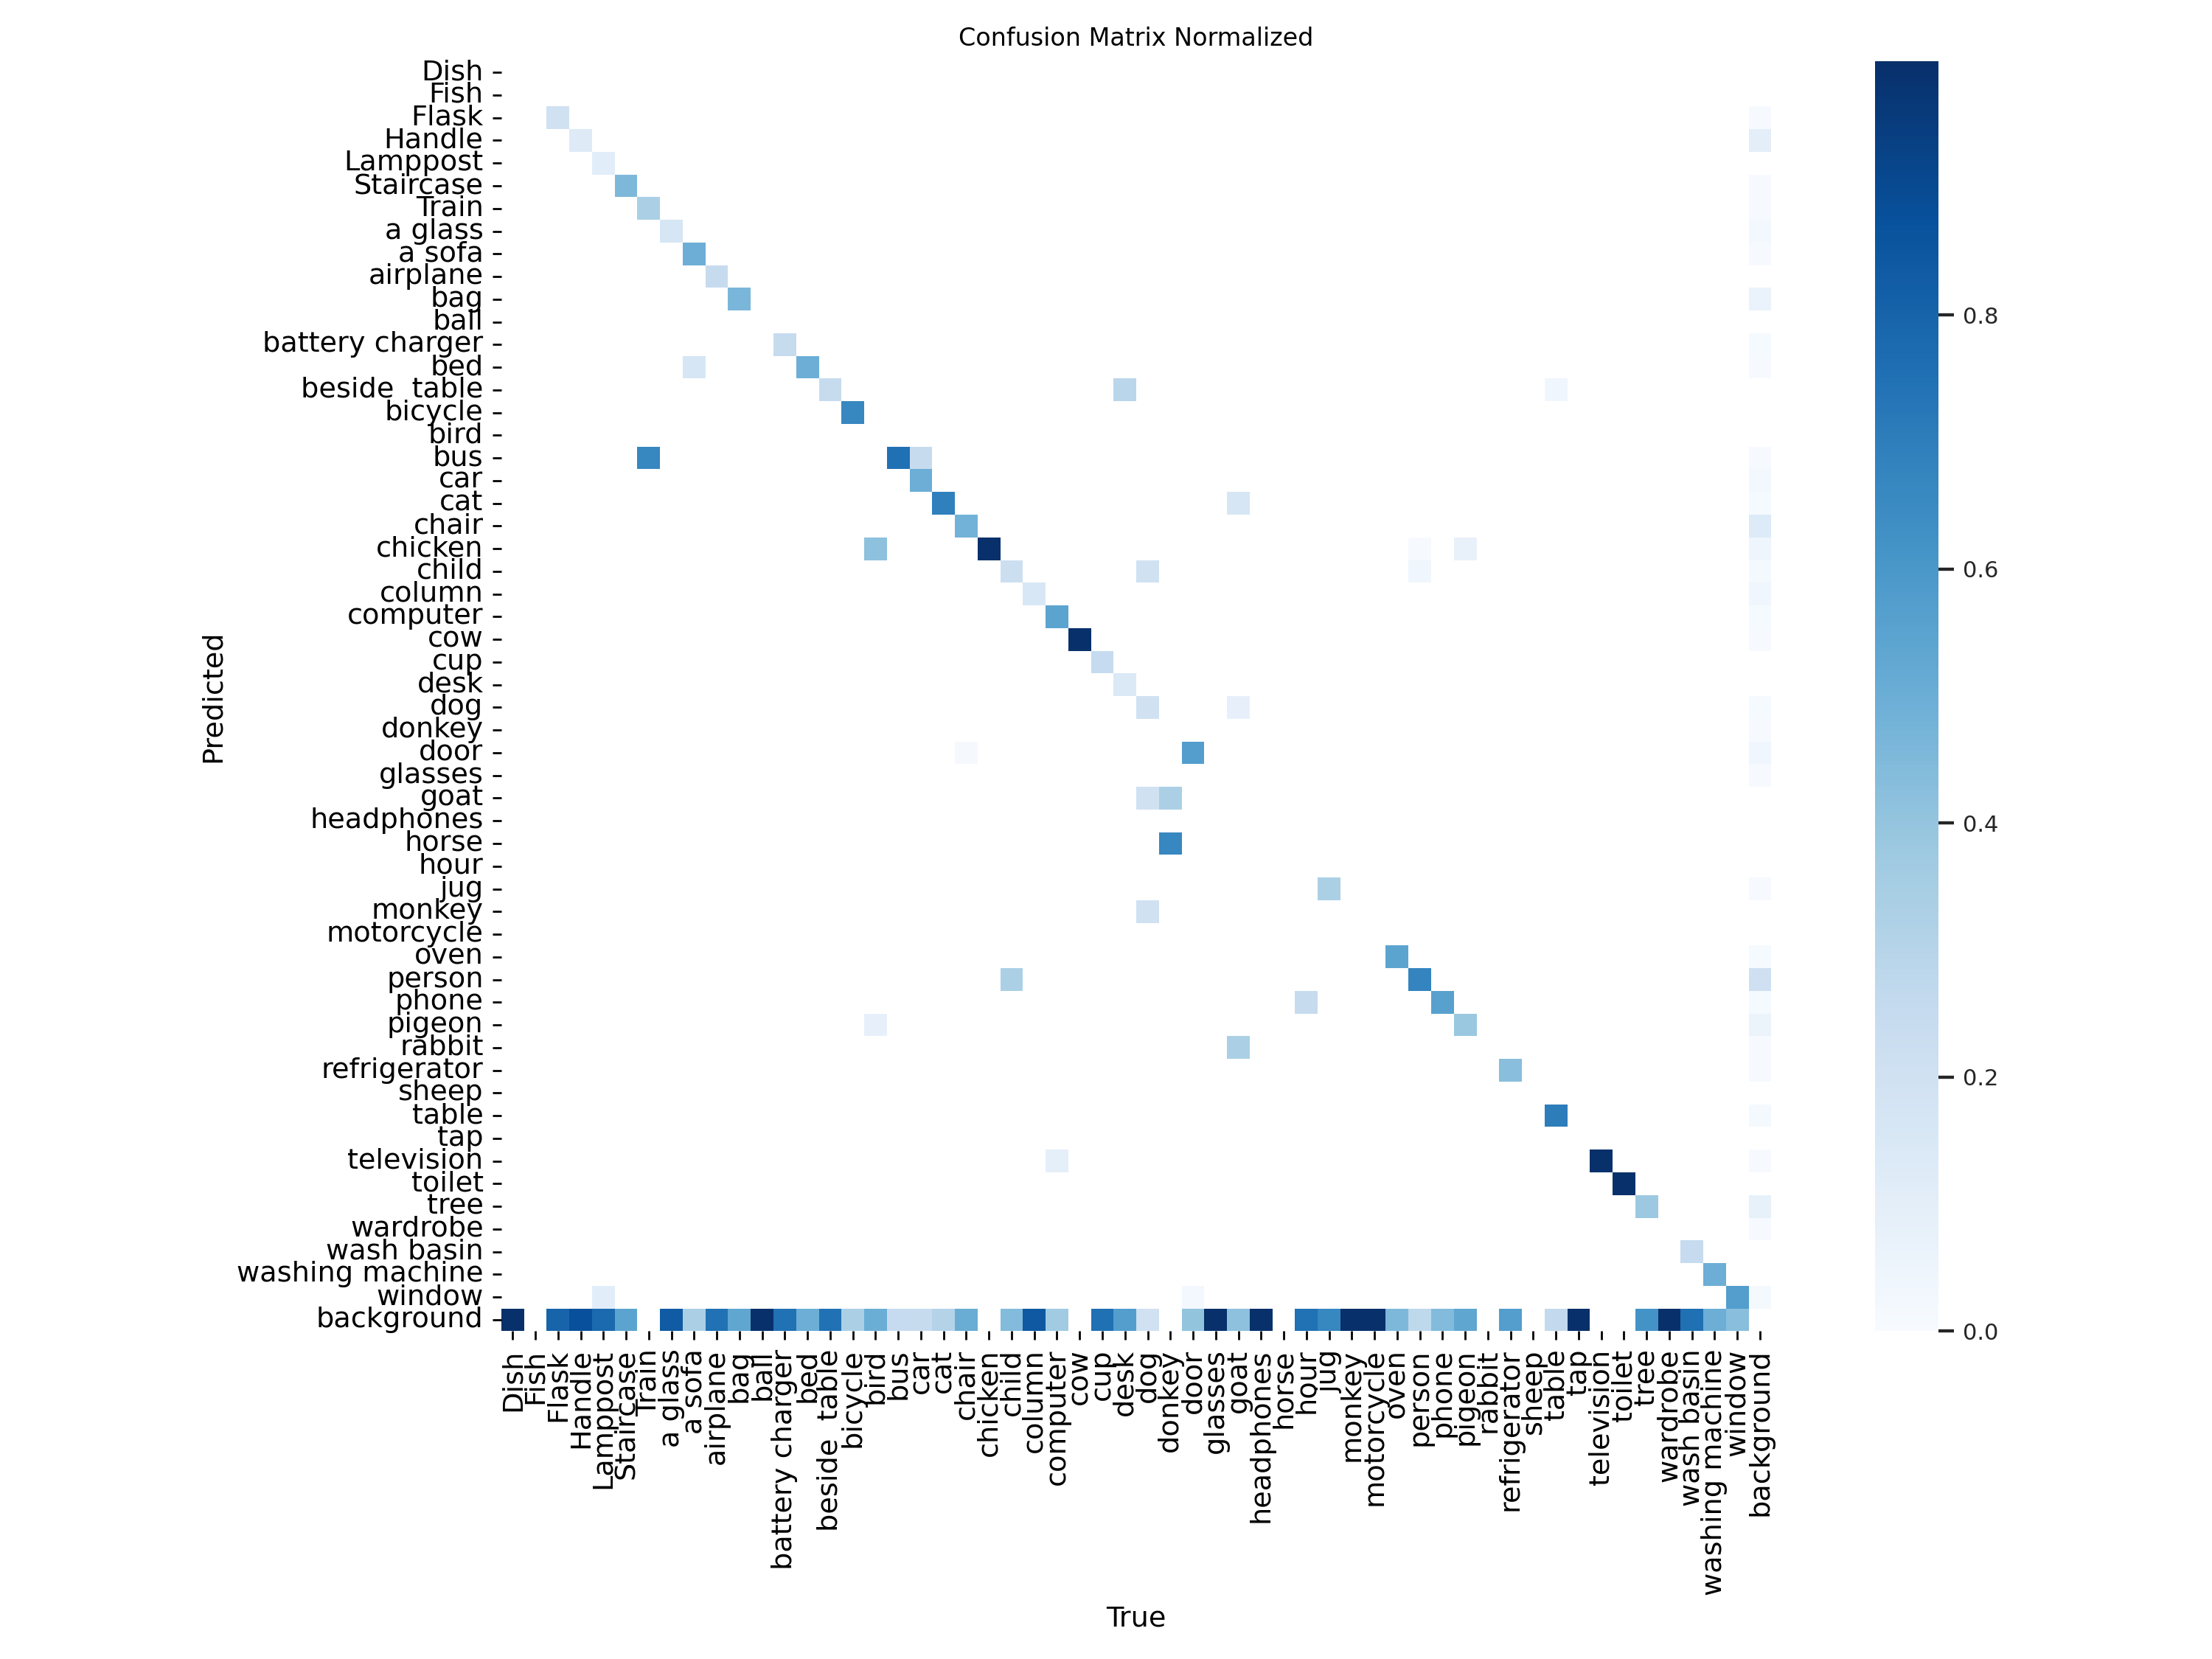 Confusion Matrix Normalized
Dish
Fish
Flask
Handle
Lamppost
Staircase
Train
a glass
a sofa
airplane
bag
ball
battery charger
bed
beside  table
bicycle
bird
bus
car
cat
chair
chicken
child
column
computer
cow
cup
desk
dog
donkey
door
glasses
goat
headphones
horse
hour
jug
monkey
motorcycle
oven
person
phone
pigeon
rabbit
refrigerator
sheep
table
tap
television
toilet
tree
wardrobe
wash basin
washing machine
window
background
Predicted
Dish
Fish
Flask
Handle
Lamppost
Staircase
Train
a glass
a sofa
airplane
bag
ball
battery charger
bed
beside  table
bicycle
bird
bus
car
cat
chair
chicken
child
column
computer
cow
cup
desk
dog
donkey
door
glasses
goat
headphones
horse
hour
jug
monkey
motorcycle
oven
person
phone
pigeon
rabbit
refrigerator
sheep
table
tap
television
toilet
tree
wardrobe
wash basin
washing machine
window
background
True
0.8
0.6
0.4
0.2
0.0